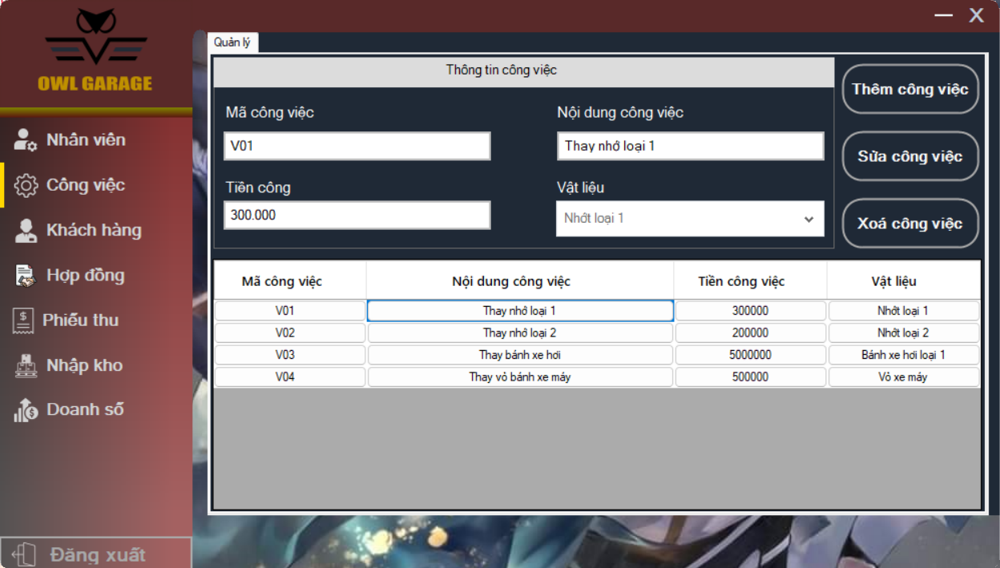 OWL GARAGE
Nhân viên
Công việc
Khách hàng
Hợp đồng
Phiếu thu
Nhập kho
Doanh số
Đăng xuất
X
Quản lý
Thông tin công việc
Mã công việc
Nội dung công việc
V01
Thay nhớ loại 1
Tiền công
Vật liệu
300.000
Nhớt loại 1
Thêm công việc
Sửa công việc
Xoá công việc
Mã công việc Nội dung công việc Tiền công việc Vật liệu
V01 Thay nhớ loại 1 300000 Nhớt loại 1
V02 Thay nhớ loại 2 200000 Nhớt loại 2
V03 Thay bánh xe hơi 5000000 Bánh xe hơi loại 1
V04 Thay vỏ bánh xe máy 500000 Vỏ xe máy